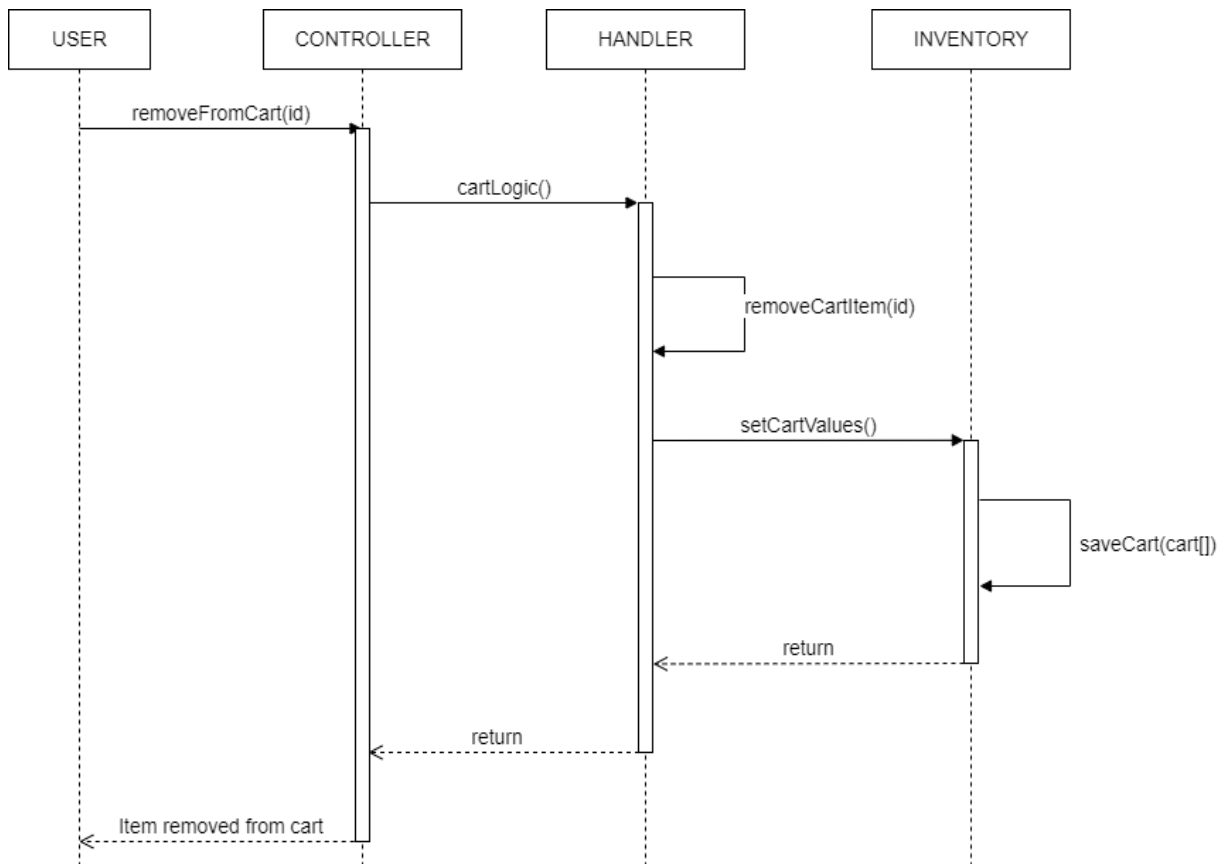 USER
CONTROLLER
HANDLER
INVENTORY
removeFromCart(id)
cartLogic()
removeCartItem(id)
setCartValues()
saveCart(cart[])
return
return
Item removed from cart